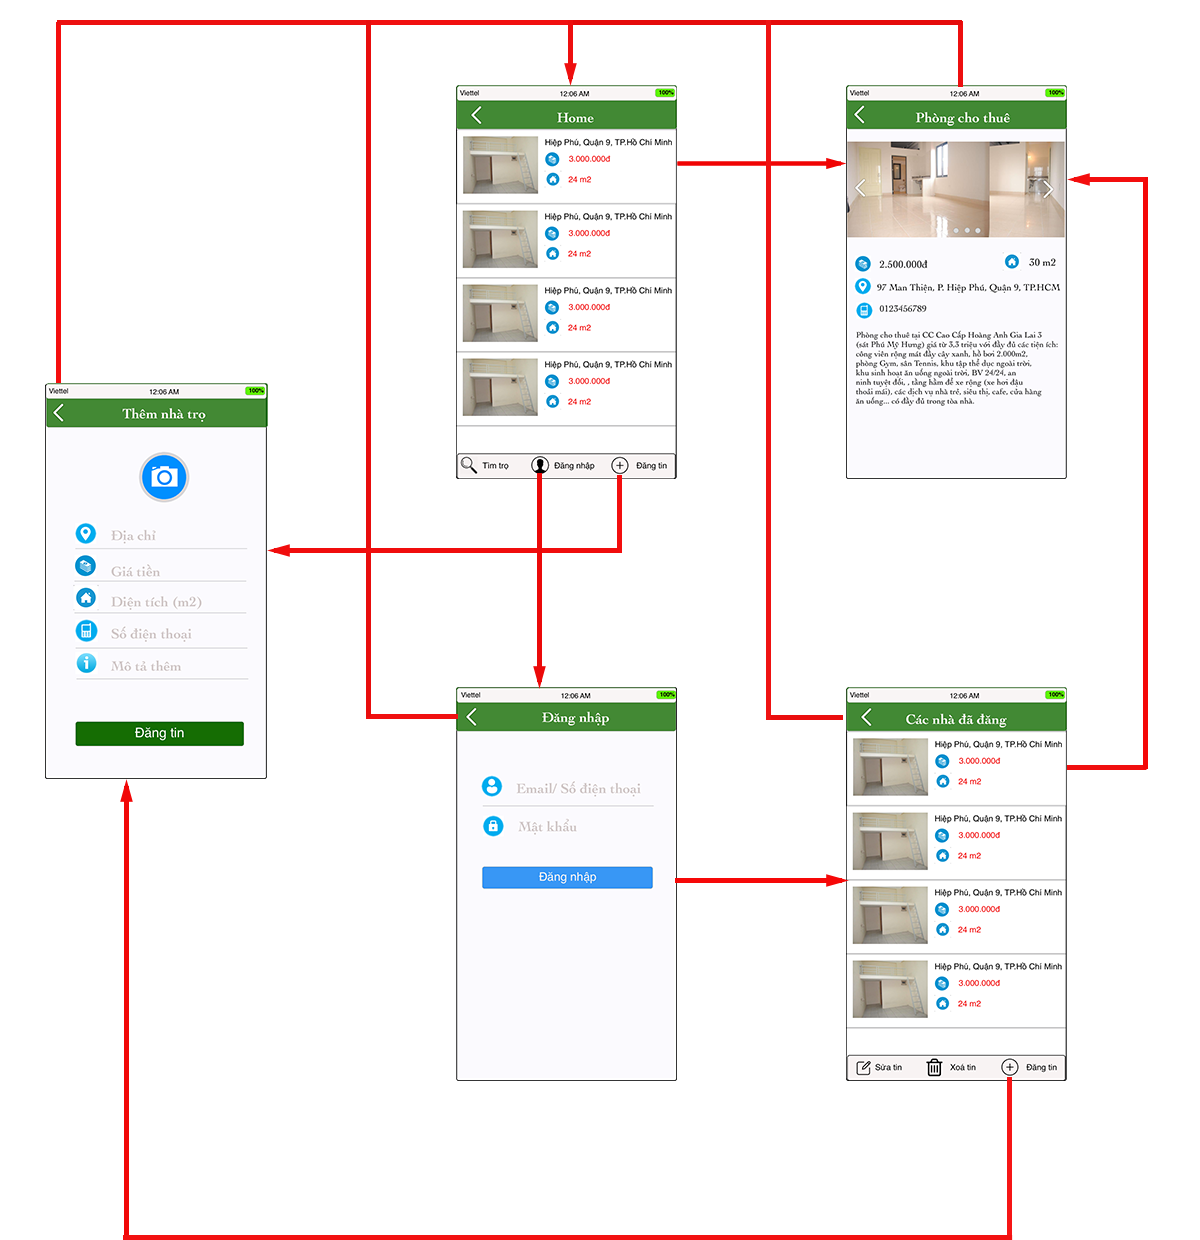 Viettel 12:06 AM 100%
Home
Hiệp Phú, Quận 9, TP.Hồ Chí Minh
3.000.000đ
24 m2
Hiệp Phú, Quận 9, TP.Hồ Chí Minh
3.000.000đ
24 m2
Hiệp Phú, Quận 9, TP.Hồ Chí Minh
3.000.000đ
24 m2
Hiệp Phú, Quận 9, TP.Hồ Chí Minh
3.000.000đ
24 m2
Tìm trọ Đăng nhập Đăng tin
Viettel 12:06 AM 100%
Phòng cho thuê
2.500.000đ 30 m2
97 Man Thiện, P. Hiệp Phú, Quận 9, TP.HCM
0123456789
Phòng cho thuê tại CC Cao Cấp Hoàng Anh Gia Lai 3
(sát Phú Mỹ Hưng) giá từ 3,3 triệu với đầy đủ các tiện ích:
công viên rộng mát đầy cây xanh, hồ bơi 2.000m2,
phòng Gym, sân Tennis, khu tập thể dục ngoài trời,
khu sinh hoạt ăn uống ngoài trời, BV 24/24, an
ninh tuyệt đối, , tầng hầm để xe rộng (xe hơi đậu
thoải mái), các dịch vụ nhà trẻ, siêu thị, cafe, cửa hàng
ăn uống... có đầy đủ trong tòa nhà.
Viettel 12:06 AM 100%
Thêm nhà trọ
Địa chỉ
Giá tiền
Diện tích (m2)
Số điện thoại
Mô tả thêm
Đăng tin
Viettel 12:06 AM 100%
Đăng nhập
Email/ Số điện thoại
Mật khẩu
Đăng nhập
Viettel 12:06 AM 100%
Các nhà đã đăng
Hiệp Phú, Quận 9, TP.Hồ Chí Minh
3.000.000đ
24 m2
Hiệp Phú, Quận 9, TP.Hồ Chí Minh
3.000.000đ
24 m2
Hiệp Phú, Quận 9, TP.Hồ Chí Minh
3.000.000đ
24 m2
Hiệp Phú, Quận 9, TP.Hồ Chí Minh
3.000.000đ
24 m2
Sửa tin Xoá tin Đăng tin